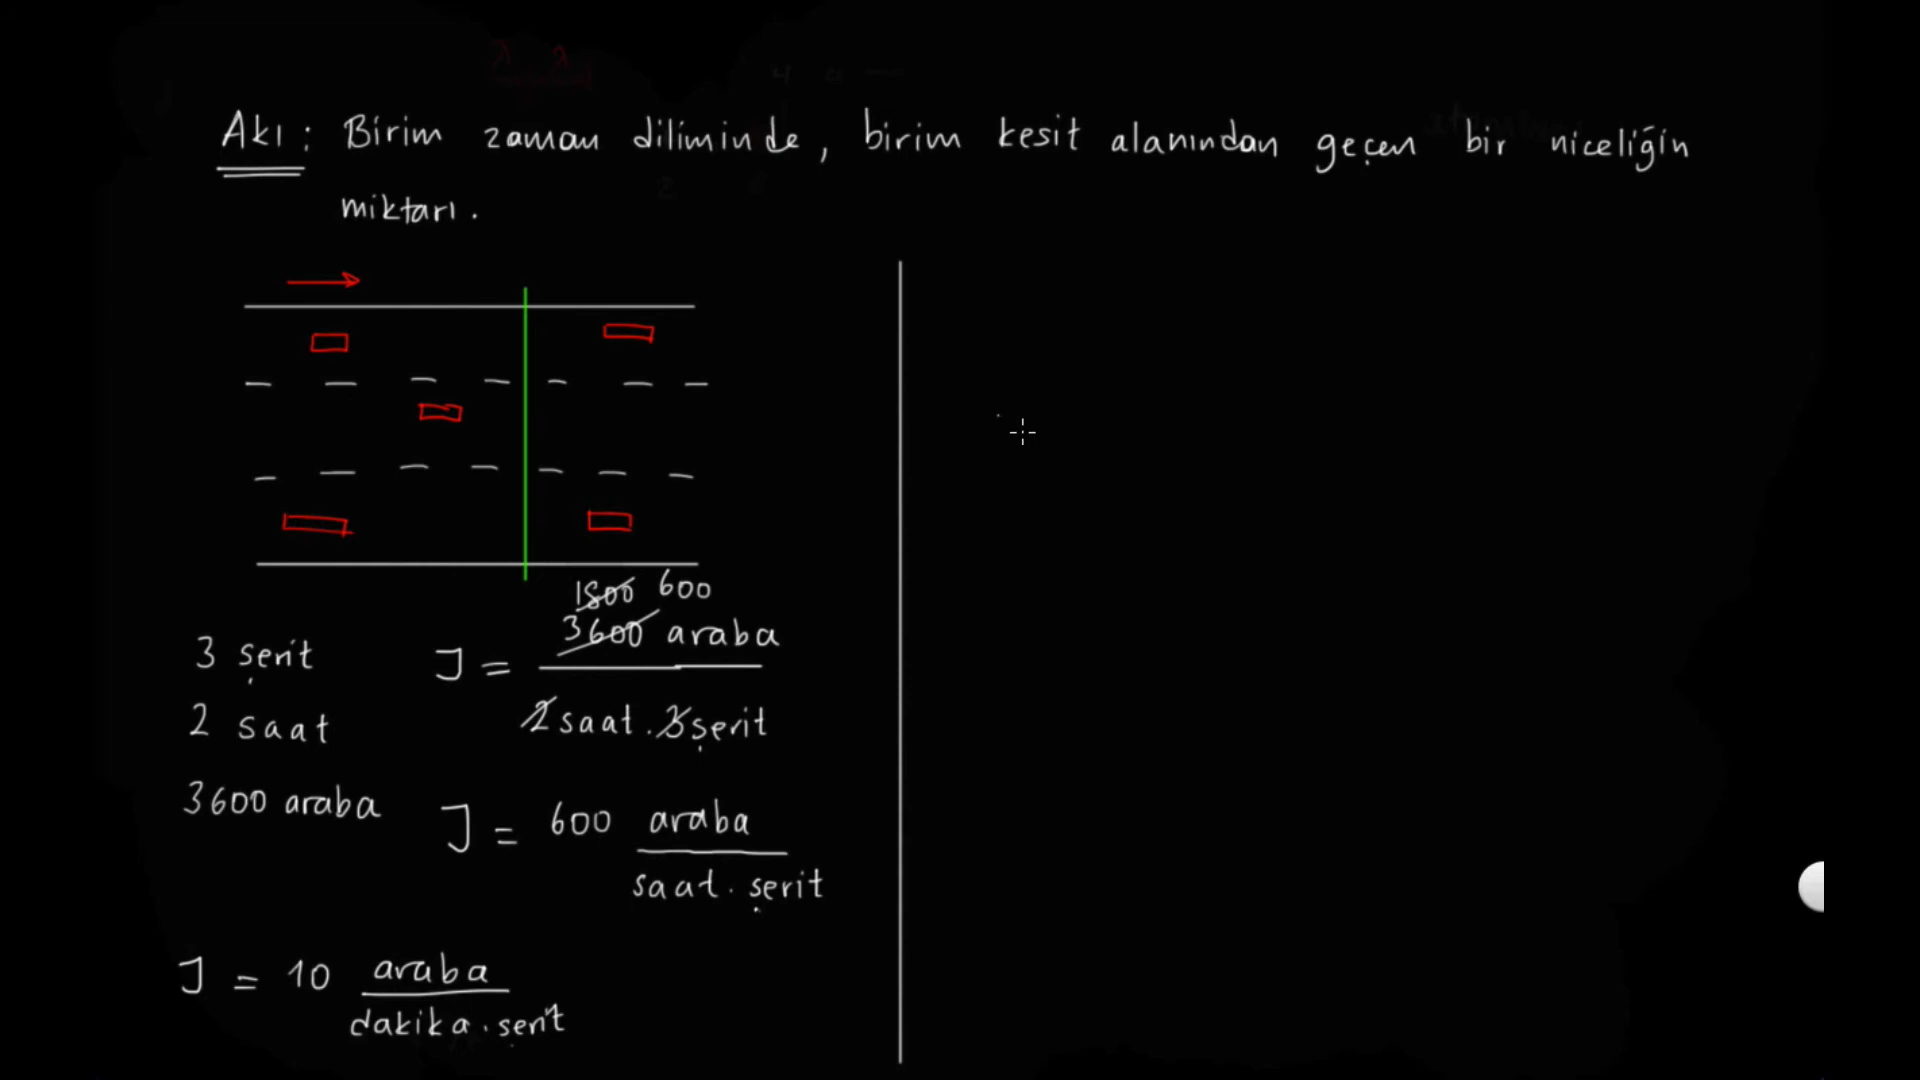 Akı : Birim zaman diliminde, birim kesit alanından geçen bir niceliğin
miktarı.
3 şerit
2 saat
3600 araba
1800 600
J = 3600 araba / 2 saat . 3 şerit
J = 600 araba / saat . şerit
J = 10 araba / dakika . şerit